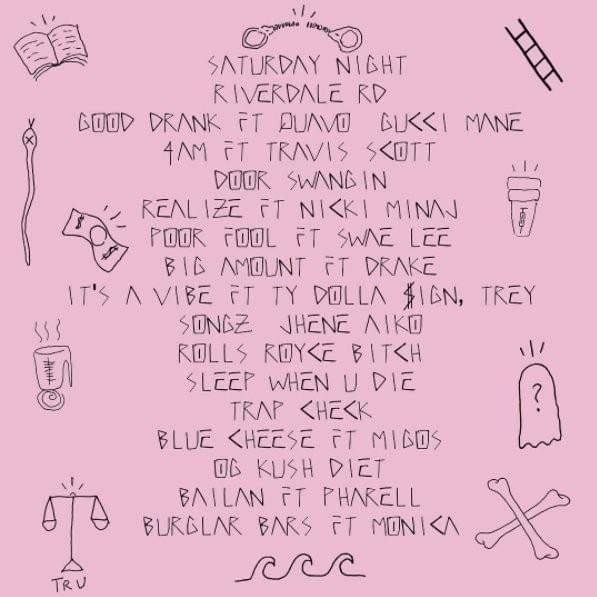 SATURDAY NIGHT
RIVERDALE RD
GOOD DRANK FT QUAVO GUCCI MANE
4AM FT TRAVIS SCOTT
DOOR SWANGIN
REALIZE FT NICKI MINAJ
POOR FOOL FT SWAE LEE
BIG AMOUNT FT DRAKE
IT'S A VIBE FT TY DOLLA $IGN, TREY
SONGZ JHENE AIKO
ROLLS ROYCE BITCH
SLEEP WHEN U DIE
TRAP CHECK
BLUE CHEESE FT MIGOS
OG KUSH DIET
BAILAN FT PHARELL
BURGLAR BARS FT MONICA
TRU